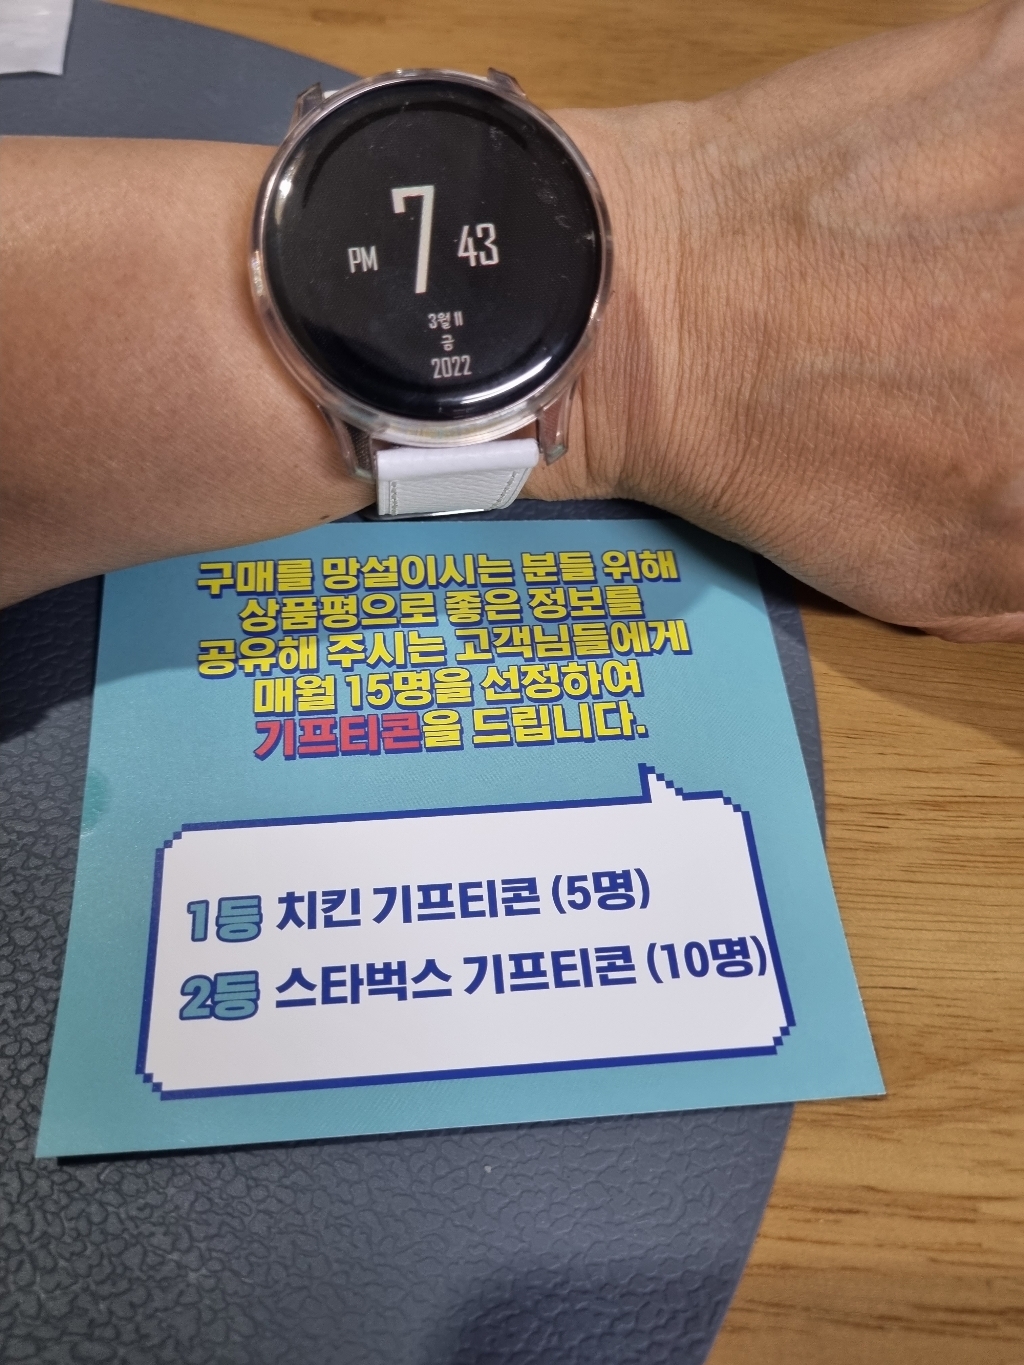 PM 7 43
3월 11
금
2022
구매를 망설이시는 분들 위해
상품평으로 좋은 정보를
공유해 주시는 고객님들에게
매월 15명을 선정하여
기프티콘을 드립니다.
1등 치킨 기프티콘 (5명)
2등 스타벅스 기프티콘 (10명)